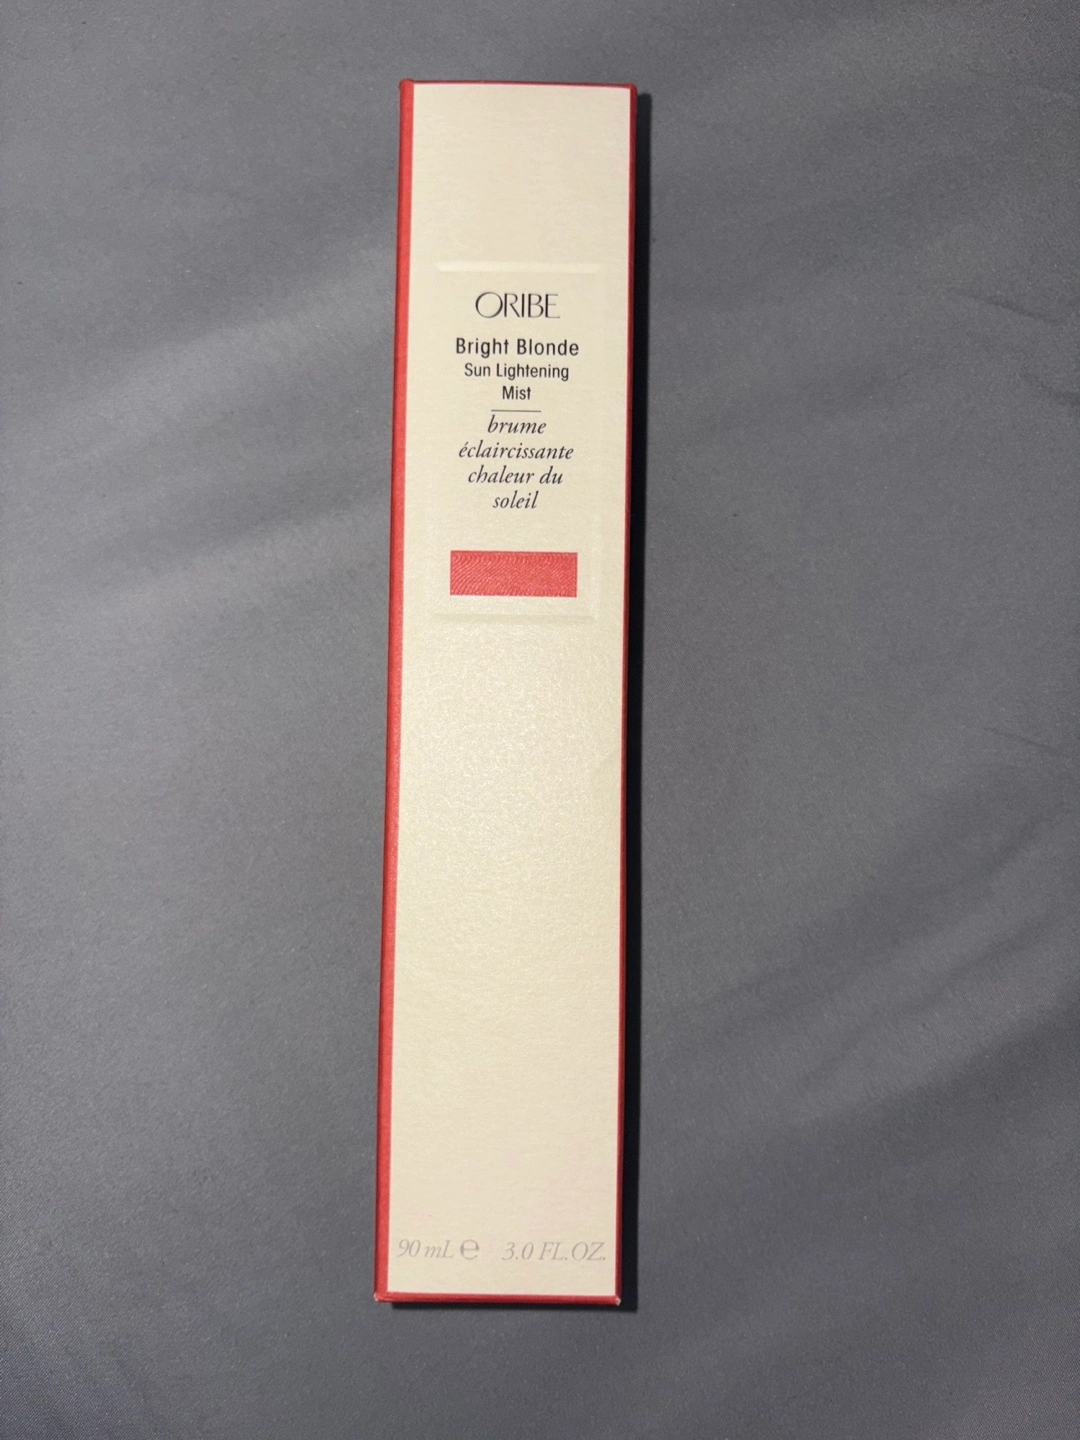 ORIBE
Bright Blonde
Sun Lightening
Mist
brume
éclaircissante
chaleur du
soleil
90 mL ℮ 3.0 FL.OZ.